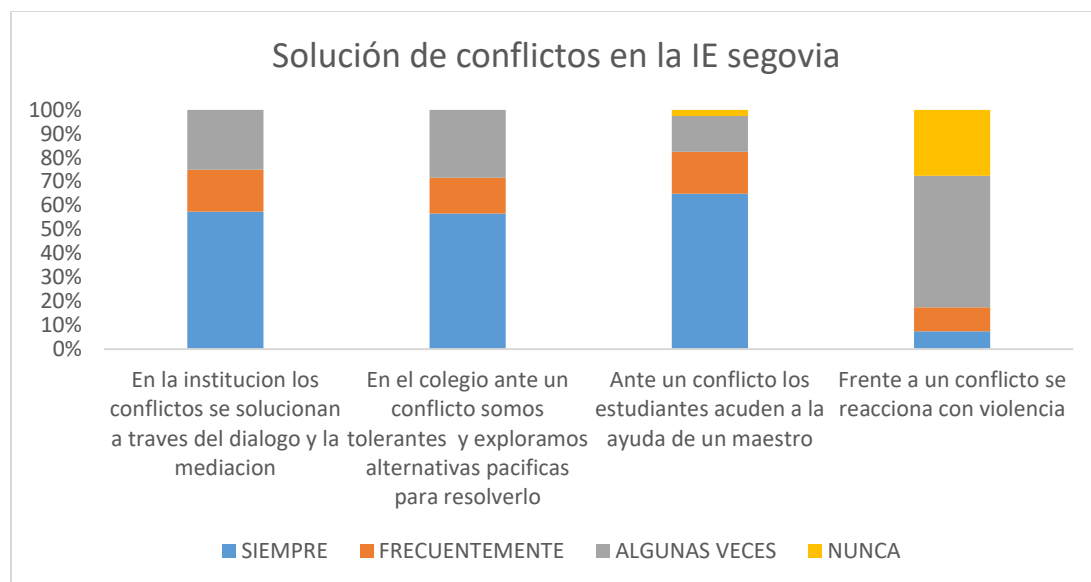 Solución de conflictos en la IE segovia
100%
90%
80%
70%
60%
50%
40%
30%
20%
10%
0%
En la institucion los
conflictos se solucionan
a traves del dialogo y la
mediacion
En el colegio ante un
conflicto somos
tolerantes y exploramos
alternativas pacificas
para resolverlo
Ante un conflicto los
estudiantes acuden a la
ayuda de un maestro
Frente a un conflicto se
reacciona con violencia
SIEMPRE
FRECUENTEMENTE
ALGUNAS VECES
NUNCA